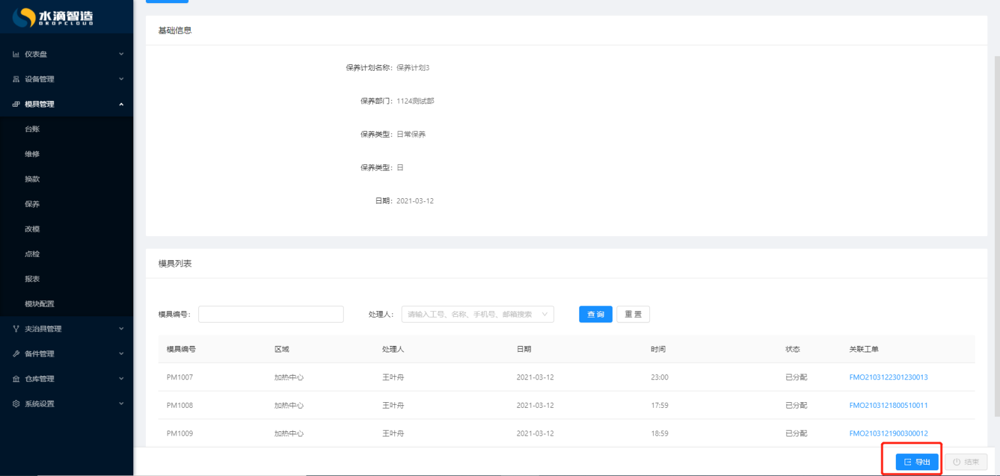 水滴智造
DROPCLOUD
仪表盘
设备管理
模具管理
台账
维修
换款
保养
改模
点检
报表
模块配置
夹治具管理
备件管理
仓库管理
系统设置
基础信息
保养计划名称: 保养计划3
保养部门: 1124测试部
保养类型: 日常保养
保养类型: 日
日期: 2021-03-12
模具列表
模具编号: 处理人: 请输入工号、名称、手机号、邮箱搜索 查 询 重 置
模具编号 区域 处理人 日期 时间 状态 关联工单
PM1007 加热中心 王叶舟 2021-03-12 23:00 已分配 FMO2103122301230013
PM1008 加热中心 王叶舟 2021-03-12 17:59 已分配 FMO2103121800510011
PM1009 加热中心 王叶舟 2021-03-12 18:59 已分配 FMO2103121900300012
导出 结束